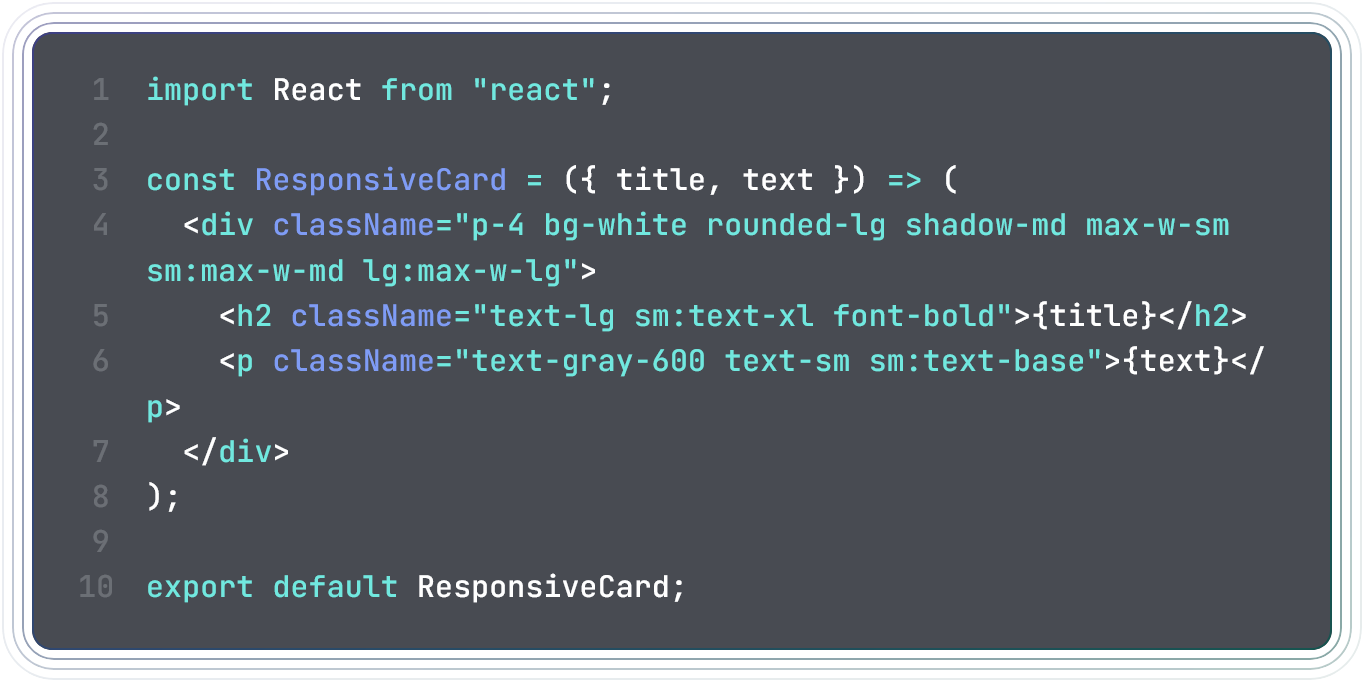 1 import React from "react";
2
3 const ResponsiveCard = ({ title, text }) => (
4   <div className="p-4 bg-white rounded-lg shadow-md max-w-sm
sm:max-w-md lg:max-w-lg">
5     <h2 className="text-lg sm:text-xl font-bold">{title}</h2>
6     <p className="text-gray-600 text-sm sm:text-base">{text}</
p>
7   </div>
8 );
9
10 export default ResponsiveCard;